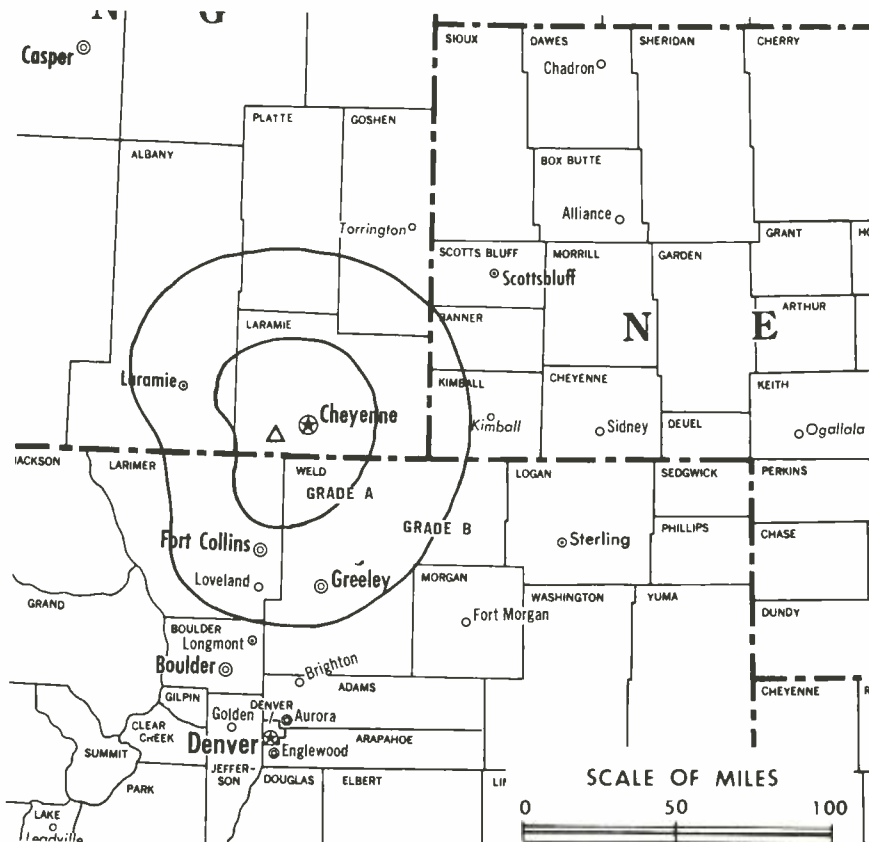 N G
Casper
SIOUX
DAWES
SHERIDAN
CHERRY
Chadron
PLATTE
GOSHEN
ALBANY
BOX BUTTE
Alliance
Torrington
GRANT
HO
SCOTTS BLUFF
MORRILL
GARDEN
Scottsbluff
ARTHUR
LARAMIE
BANNER
N E
Laramie
KIMBALL
CHEYENNE
KEITH
Cheyenne
Kimball
Sidney
DEUEL
Ogallala
JACKSON
LARIMER
WELD
LOGAN
SEDGWICK
PERKINS
GRADE A
GRADE B
PHILLIPS
CHASE
Fort Collins
Sterling
Loveland
Greeley
MORGAN
WASHINGTON
YUMA
GRAND
DUNDY
BOULDER
Fort Morgan
Longmont
Boulder
Brighton
ADAMS
CHEYENNE
R
GILPIN
DENVER
Golden
Aurora
CLEAR
CREEK
Denver
ARAPAHOE
SUMMIT
Englewood
JEFFER-
SON
DOUGLAS
ELBERT
LI
PARK
SCALE OF MILES
0 50 100
LAKE
Leadville